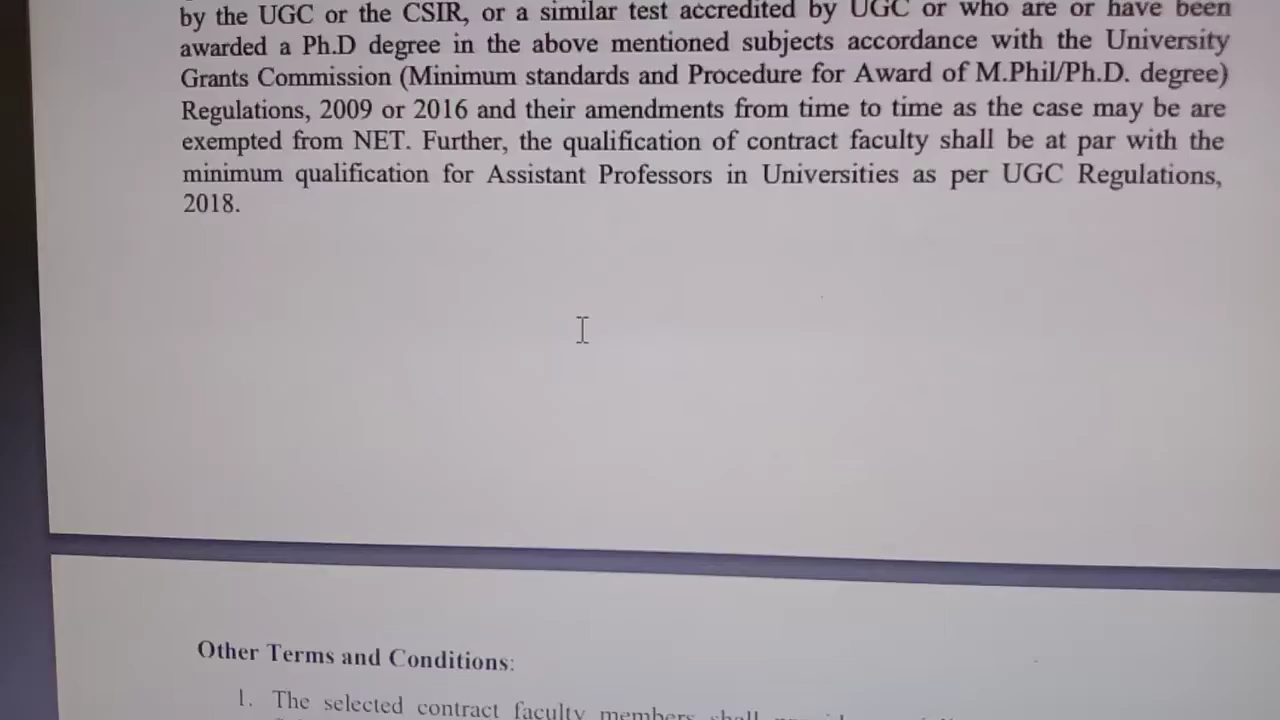 by the UGC or the CSIR, or a similar test accredited by UGC or who are or have been
awarded a Ph.D degree in the above mentioned subjects accordance with the University
Grants Commission (Minimum standards and Procedure for Award of M.Phil/Ph.D. degree)
Regulations, 2009 or 2016 and their amendments from time to time as the case may be are
exempted from NET. Further, the qualification of contract faculty shall be at par with the
minimum qualification for Assistant Professors in Universities as per UGC Regulations,
2018.
Other Terms and Conditions:
1. The selected contract faculty members shall